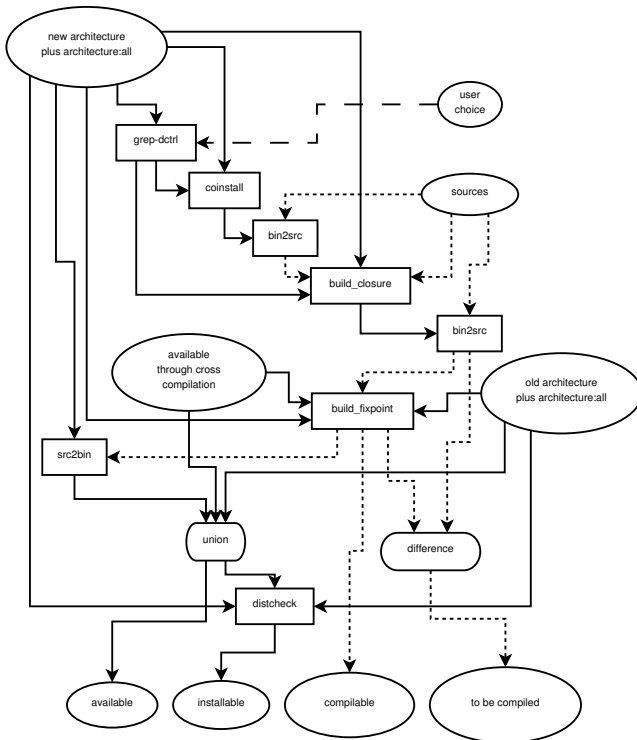 new architecture
plus architecture:all
user
choice
grep-dctrl
coinstall
sources
bin2src
build_closure
bin2src
available
through cross
compilation
old architecture
plus architecture:all
build_fixpoint
src2bin
union
difference
distcheck
available
installable
compilable
to be compiled